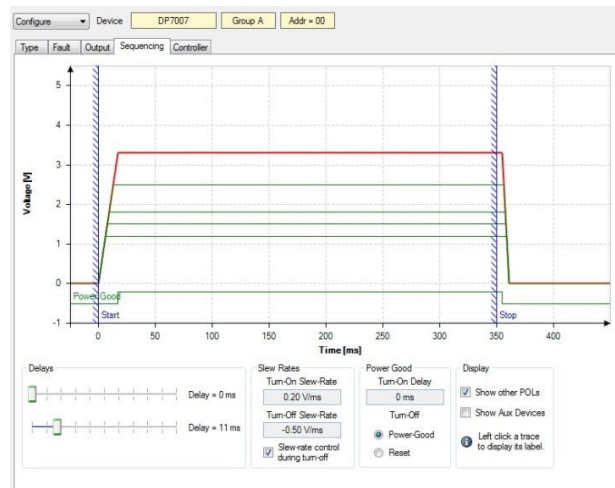 Configure Device DP7007 Group A Addr = 00
Type Fault Output Sequencing Controller
5
4
3
2
1
0
-1
Voltage [V]
Power Good
Start
Stop
0 50 100 150 200 250 300 350 400
Time [ms]
Delays
Delay = 0 ms
Delay = 11 ms
Slew Rates
Turn-On Slew-Rate
0.20 V/ms
Turn-Off Slew-Rate
-0.50 V/ms
Slew-rate control
during turn-off
Power Good
Turn-On Delay
0 ms
Turn-Off
Power-Good
Reset
Display
Show other POLs
Show Aux Devices
Left click a trace
to display its label.